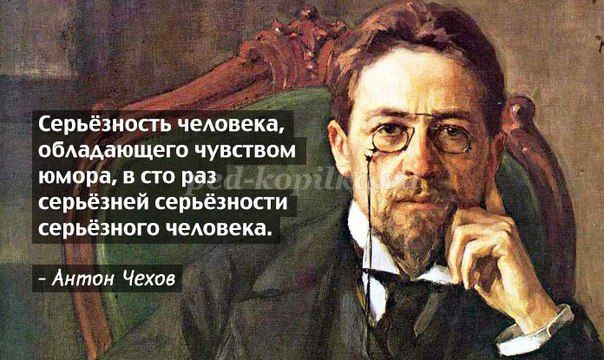 Серьёзность человека,
обладающего чувством
юмора, в сто раз
серьёзней серьёзности
серьёзного человека.
– Антон Чехов